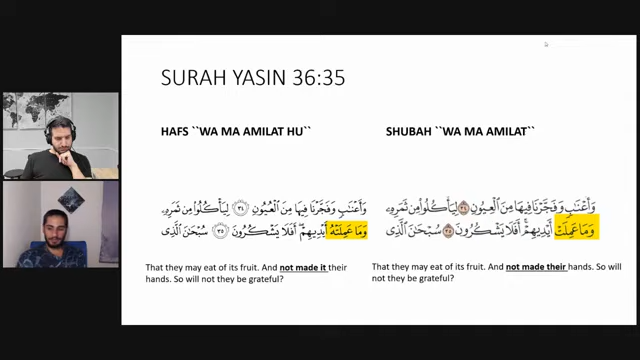 SURAH YASIN 36:35
HAFS ``WA MA AMILAT HU``
وَأَعْنَٰبٍ وَفَجَّرْنَا فِيهَا مِنَ ٱلْعُيُونِ ٣٤ لِيَأْكُلُوا۟ مِن ثَمَرِهِۦ
وَمَا عَمِلَتْهُ أَيْدِيهِمْ أَفَلَا يَشْكُرُونَ ٣٥ سُبْحَٰنَ ٱلَّذِى
That they may eat of its fruit. And not made it their
hands. So will not they be grateful?
SHUBAH ``WA MA AMILAT``
وَأَعْنَٰبٍ وَفَجَّرْنَا فِيهَا مِنَ ٱلْعِيُونِ ٣٤ لِيَأْكُلُوا۟ مِن ثَمَرِهِۦ
وَمَا عَمِلَتْ أَيْدِيهِمْ أَفَلَا يَشْكُرُونَ ٣٥ سُبْحَٰنَ ٱلَّذِى
That they may eat of its fruit. And not made their hands. So will
not they be grateful?